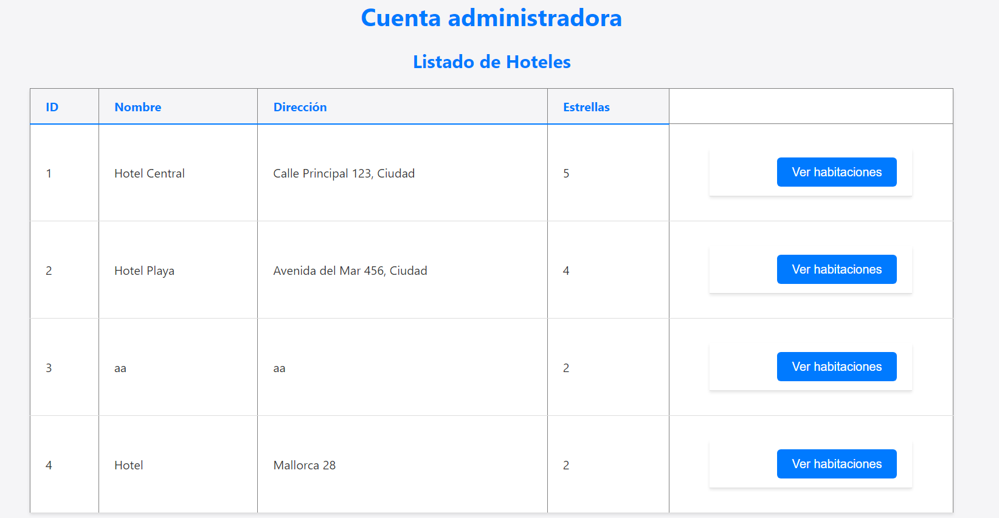 Cuenta administradora
Listado de Hoteles
ID Nombre Dirección Estrellas
1 Hotel Central Calle Principal 123, Ciudad 5 Ver habitaciones
2 Hotel Playa Avenida del Mar 456, Ciudad 4 Ver habitaciones
3 aa aa 2 Ver habitaciones
4 Hotel Mallorca 28 2 Ver habitaciones